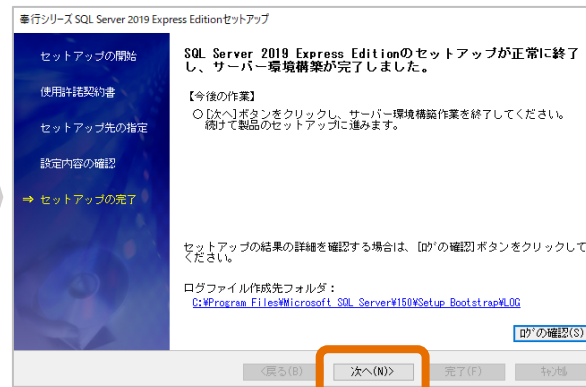 奉行シリーズ SQL Server 2019 Express Editionセットアップ
セットアップの開始
使用許諾契約書
セットアップ先の指定
設定内容の確認
⇒ セットアップの完了
SQL Server 2019 Express Editionのセットアップが正常に終了
し、サーバー環境構築が完了しました。
【今後の作業】
○[次へ]ボタンをクリックし、サーバー環境構築作業を終了してください。
続けて製品のセットアップに進みます。
セットアップの結果の詳細を確認する場合は、[ﾛｸﾞの確認]ボタンをクリックして
ください。
ログファイル作成先フォルダ：
C:¥Program Files¥Microsoft SQL Server¥150¥Setup Bootstrap¥LOG
ﾛｸﾞの確認(S)
<戻る(B)
次へ(N)>
完了(F)
ｷｬﾝｾﾙ